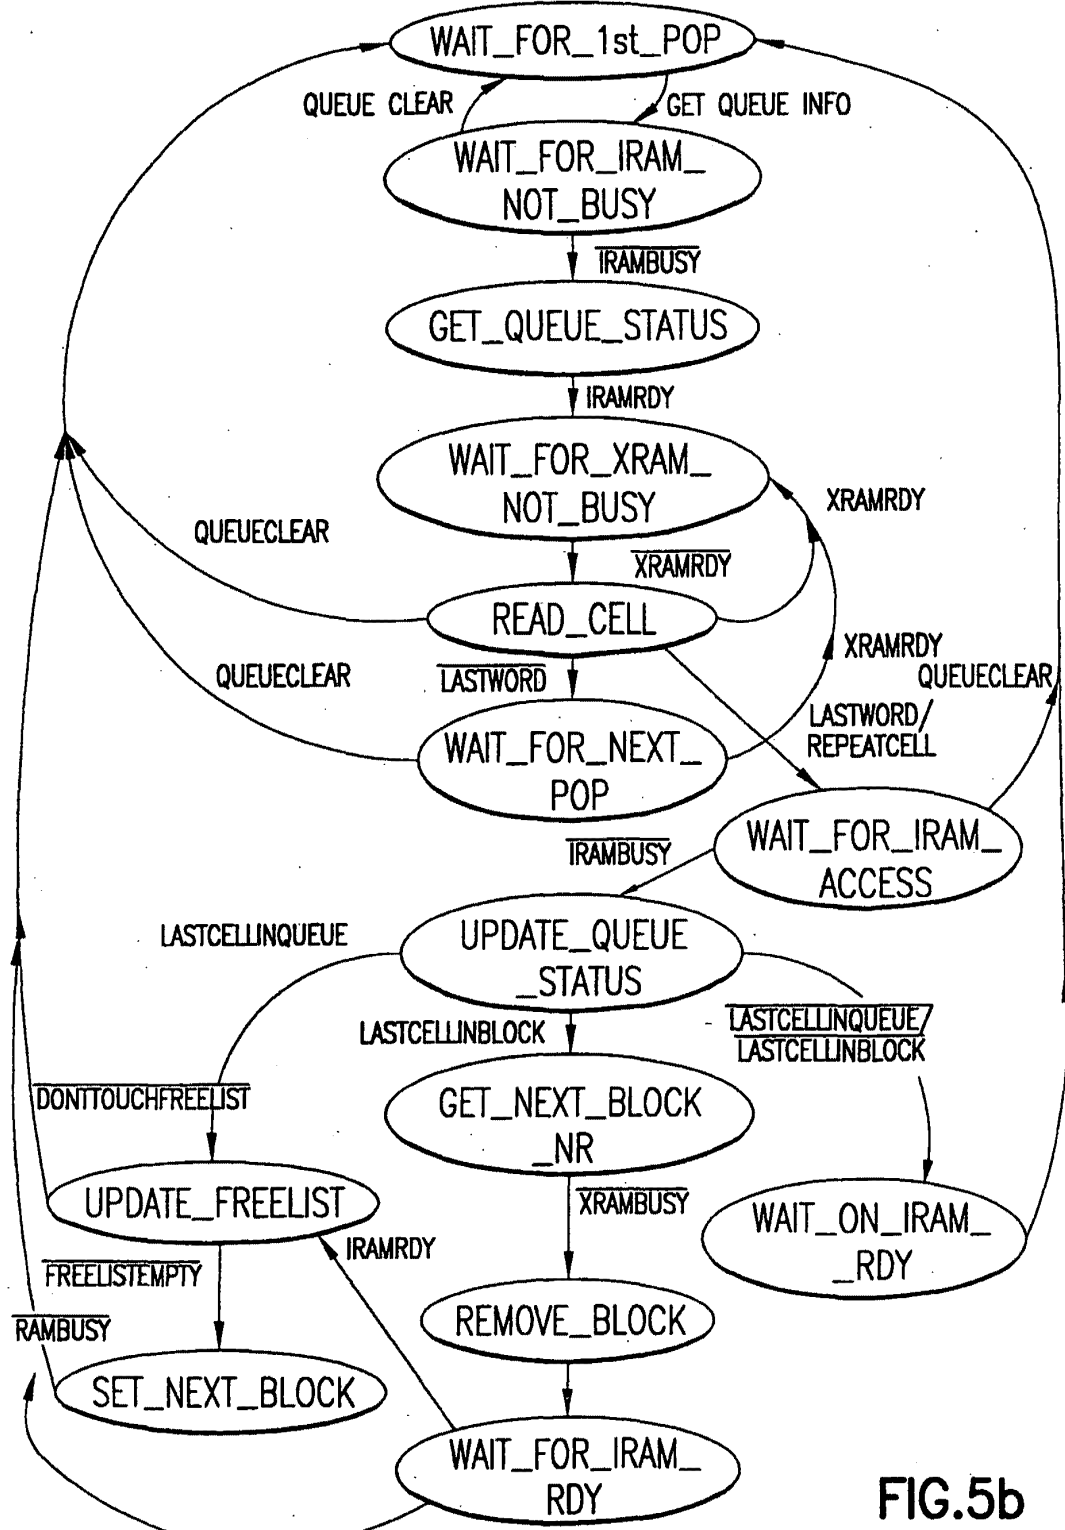 WAIT_FOR_1st_POP
QUEUE CLEAR
GET QUEUE INFO
WAIT_FOR_IRAM_
NOT_BUSY
IRAMBUSY
GET_QUEUE_STATUS
IRAMRDY
WAIT_FOR_XRAM_
NOT_BUSY
XRAMRDY
QUEUECLEAR
XRAMRDY
READ_CELL
XRAMRDY
QUEUECLEAR
LASTWORD
QUEUECLEAR
LASTWORD/
REPEATCELL
WAIT_FOR_NEXT_
POP
WAIT_FOR_IRAM_
ACCESS
IRAMBUSY
LASTCELLINQUEUE
UPDATE_QUEUE
_STATUS
LASTCELLINBLOCK
LASTCELLINQUEUE/
LASTCELLINBLOCK
DONTTOUCHFREELIST
GET_NEXT_BLOCK
_NR
UPDATE_FREELIST
XRAMBUSY
WAIT_ON_IRAM_
_RDY
IRAMRDY
FREELISTEMPTY
RAMBUSY
REMOVE_BLOCK
SET_NEXT_BLOCK
WAIT_FOR_IRAM_
RDY
FIG.5b